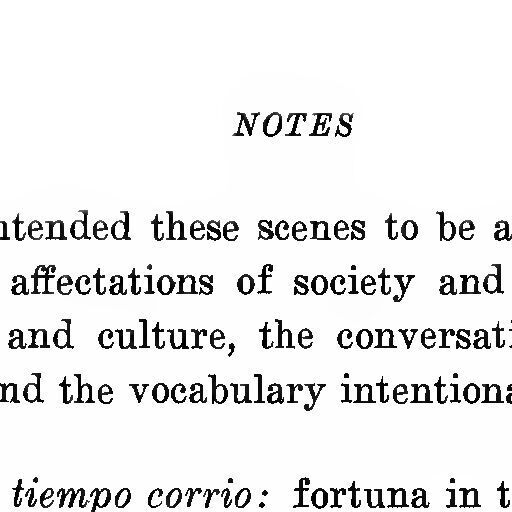 NOTES
ntended these scenes to be a
affectations of society and
and culture, the conversati
nd the vocabulary intentiona
tiempo corrio: fortuna in t